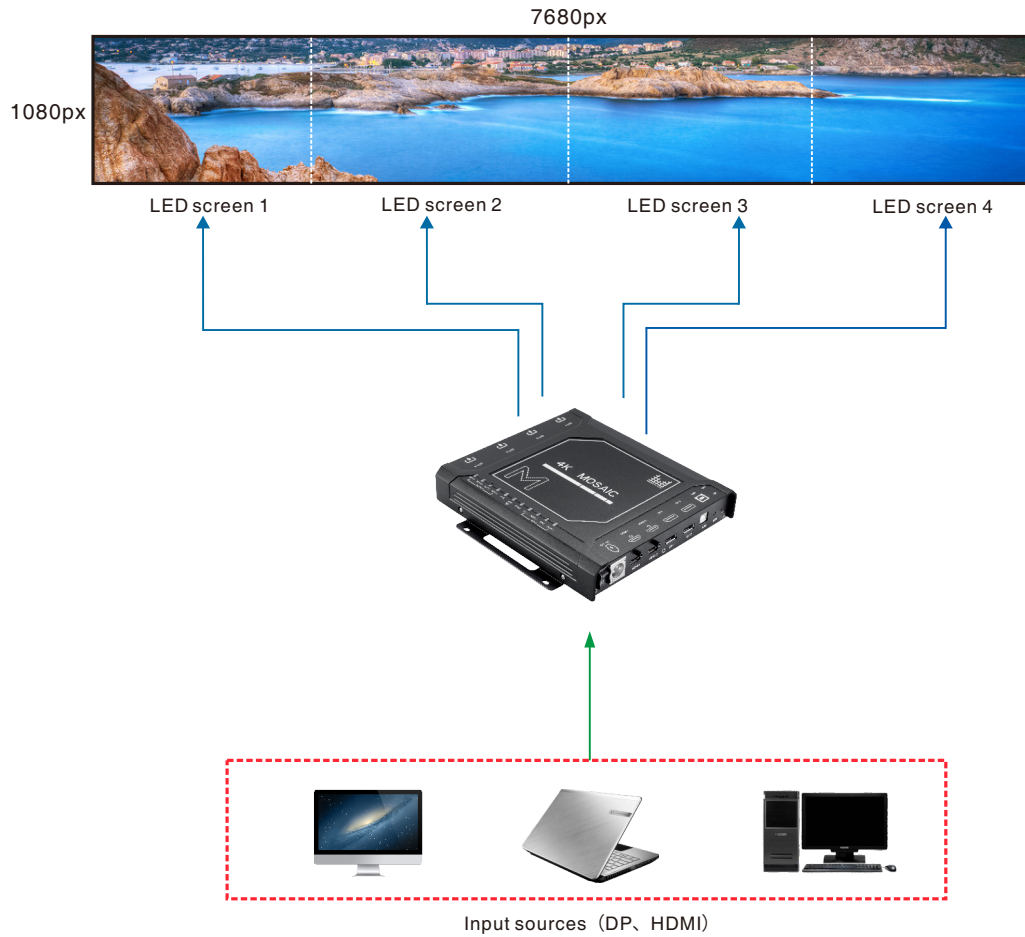 7680px
1080px
LED screen 1
LED screen 2
LED screen 3
LED screen 4
4K MOSAIC
M
Input sources（DP、HDMI）